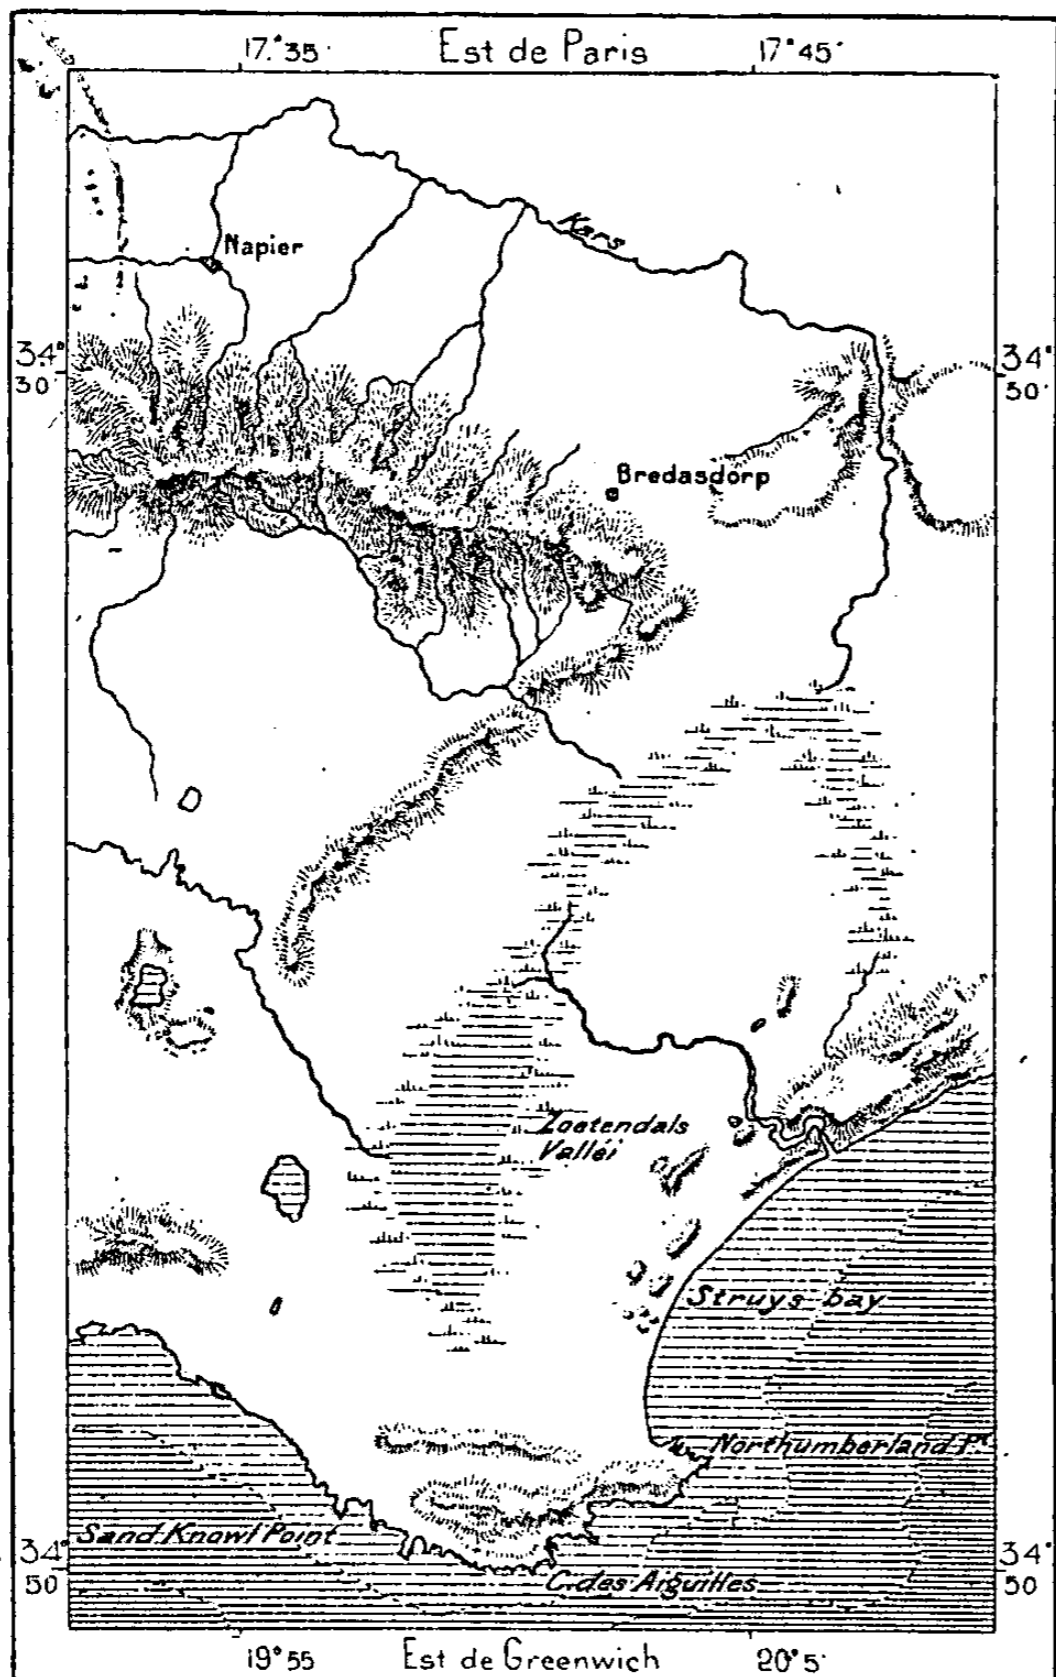 17°35' Est de Paris 17°45'
Kars
Napier
34° 34°
30' 50'
Bredasdorp
Zoetendals
Valléi
Struys bay
Northumberland Pt
Sand Knowl Point
34° 34°
50 50
C. des Aiguilles
19°55 Est de Greenwich 20°5'